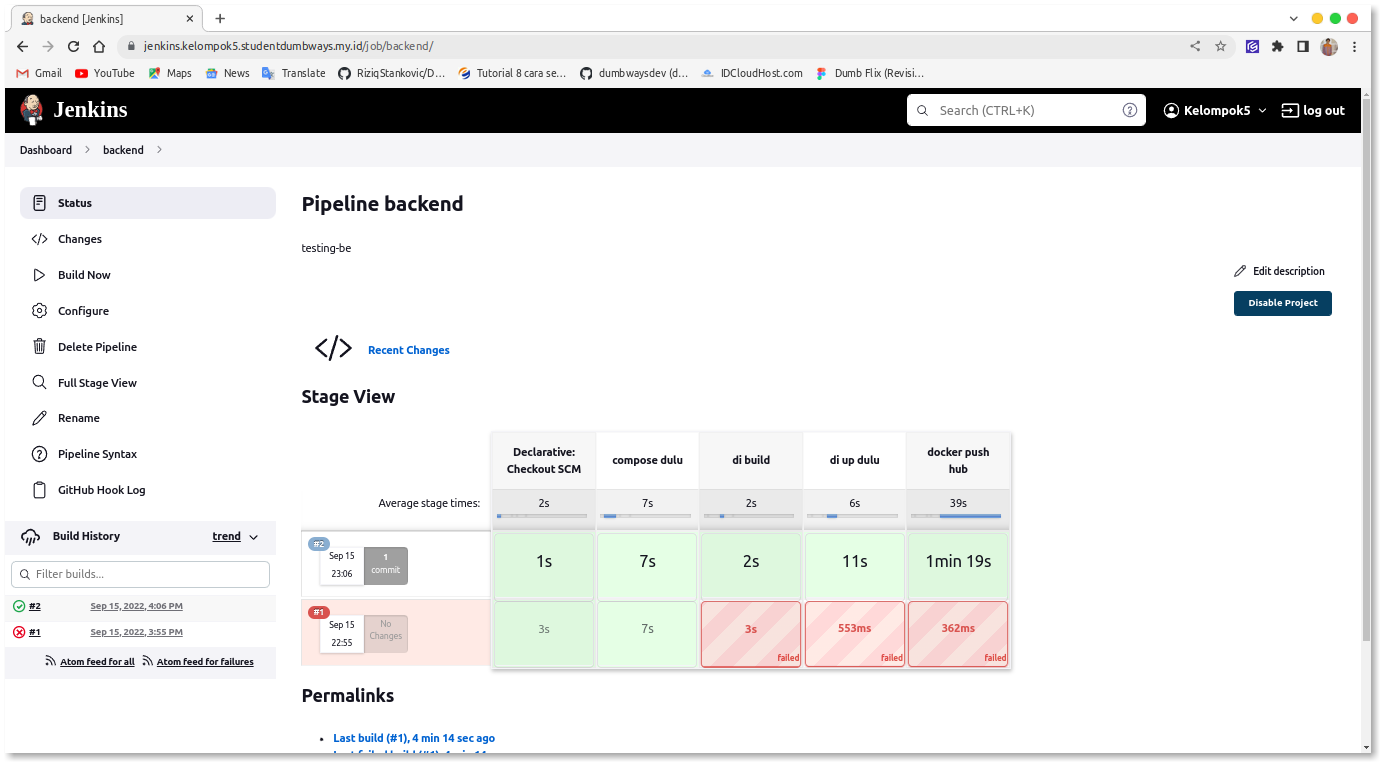 backend [Jenkins]
jenkins.kelompok5.studentdumbways.my.id/job/backend/
Gmail YouTube Maps News Translate RiziqStankovic/D... Tutorial 8 cara se... dumbwaysdev (d... IDCloudHost.com Dumb Flix (Revisi...
Jenkins
Search (CTRL+K)
Kelompok5
log out
Dashboard
backend
Status
Changes
Build Now
Configure
Delete Pipeline
Full Stage View
Rename
Pipeline Syntax
GitHub Hook Log
Build History
trend
Filter builds...
#2 Sep 15, 2022, 4:06 PM
#1 Sep 15, 2022, 3:55 PM
Atom feed for all Atom feed for failures
Pipeline backend
testing-be
Edit description
Disable Project
</> Recent Changes
Stage View
Declarative: Checkout SCM
compose dulu
di build
di up dulu
docker push hub
Average stage times: 2s 7s 2s 6s 39s
#2
Sep 15
23:06
1
commit
1s 7s 2s 11s 1min 19s
#1
Sep 15
22:55
No
Changes
3s 7s 3s 553ms 362ms
failed failed failed
Permalinks
Last build (#1), 4 min 14 sec ago